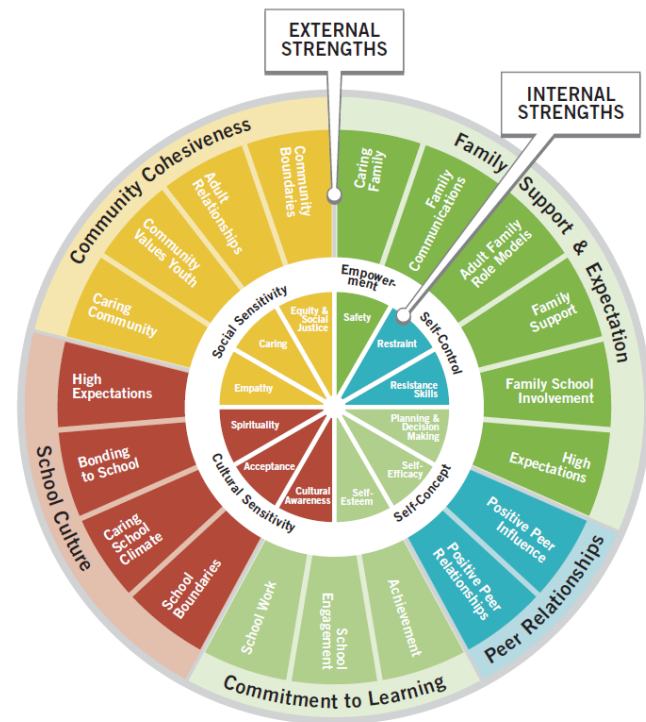 EXTERNAL
STRENGTHS
INTERNAL
STRENGTHS
Family Support & Expectation
Caring
Family
Family
Communications
Adult Family
Role Models
Family
Support
Family School
Involvement
High
Expectations
Peer Relationships
Positive Peer
Influence
Positive Peer
Relationships
Commitment to Learning
Achievement
School
Engagement
School Work
School Culture
School
Boundaries
Caring
School
Climate
Bonding
to School
High
Expectations
Community Cohesiveness
Caring
Community
Community
Values Youth
Adult
Relationships
Community
Boundaries
Empower-
ment
Safety
Self-Control
Restraint
Resistance
Skills
Self-Concept
Planning &
Decision
Making
Self-
Efficacy
Self-
Esteem
Cultural Sensitivity
Cultural
Awareness
Acceptance
Spirituality
Social Sensitivity
Empathy
Caring
Equity &
Social
Justice